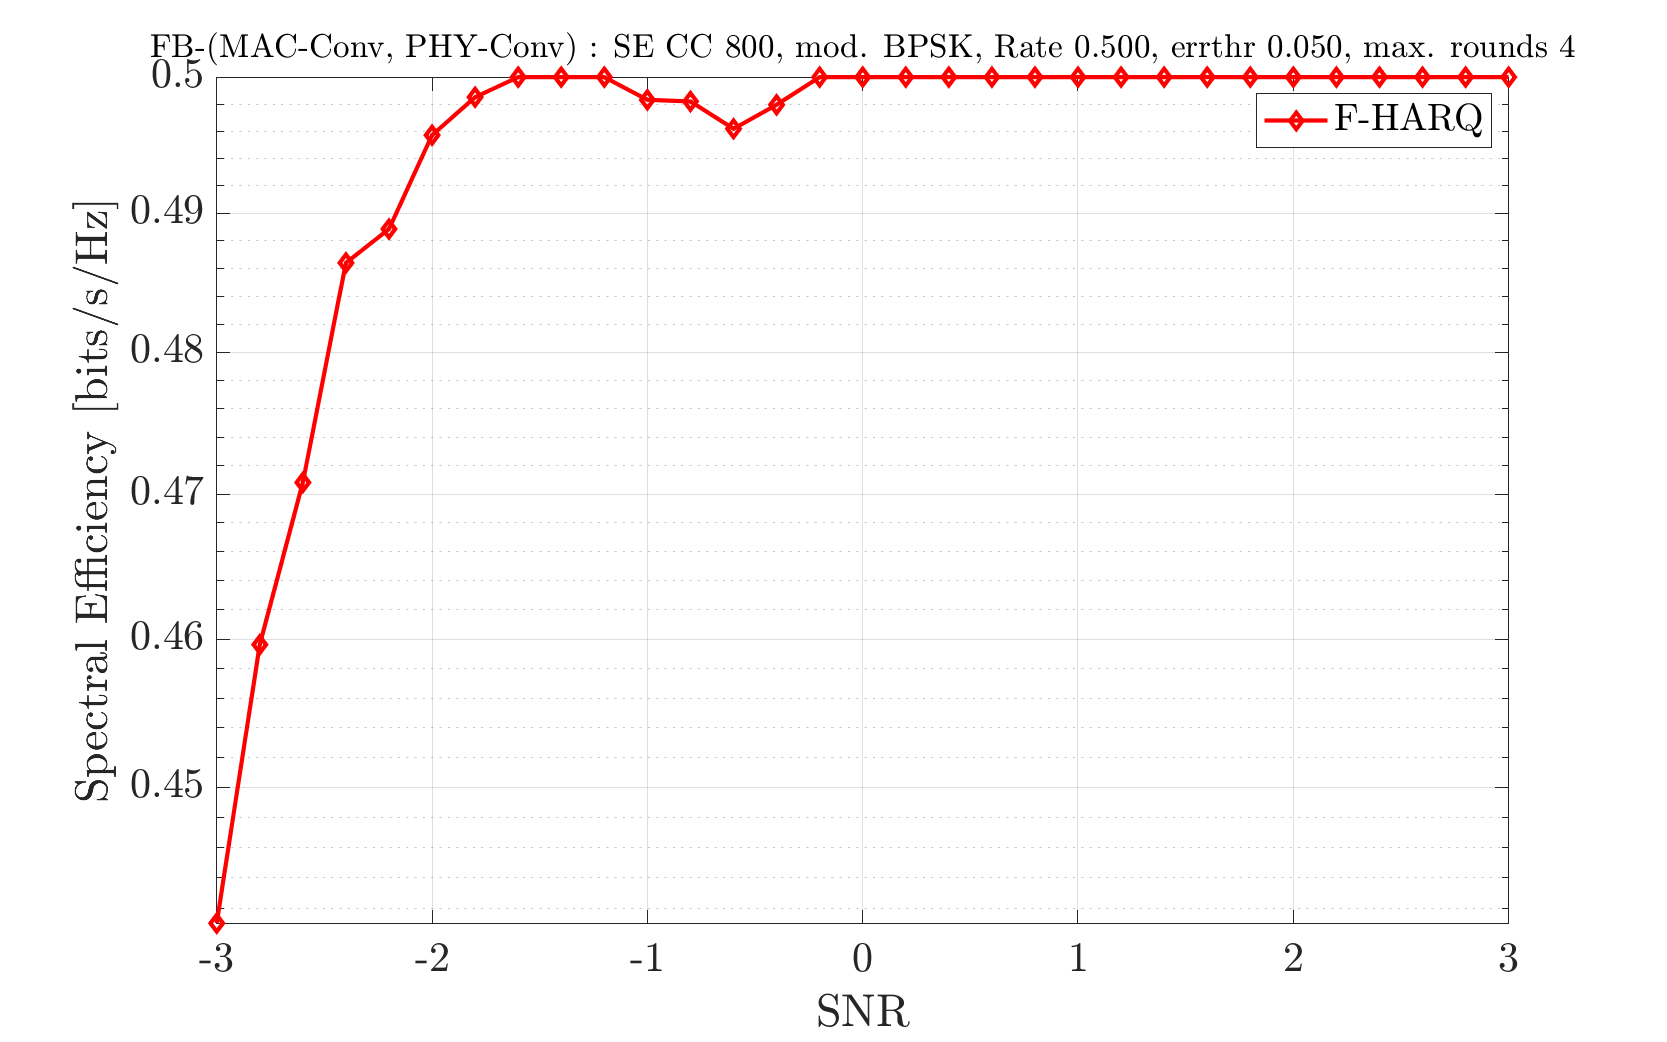 FB-(MAC-Conv, PHY-Conv) : SE CC 800, mod. BPSK, Rate 0.500, errthr 0.050, max. rounds 4
0.5
F-HARQ
0.49
0.48
0.47
0.46
0.45
Spectral Efficiency [bits/s/Hz]
-3 -2 -1 0 1 2 3
SNR